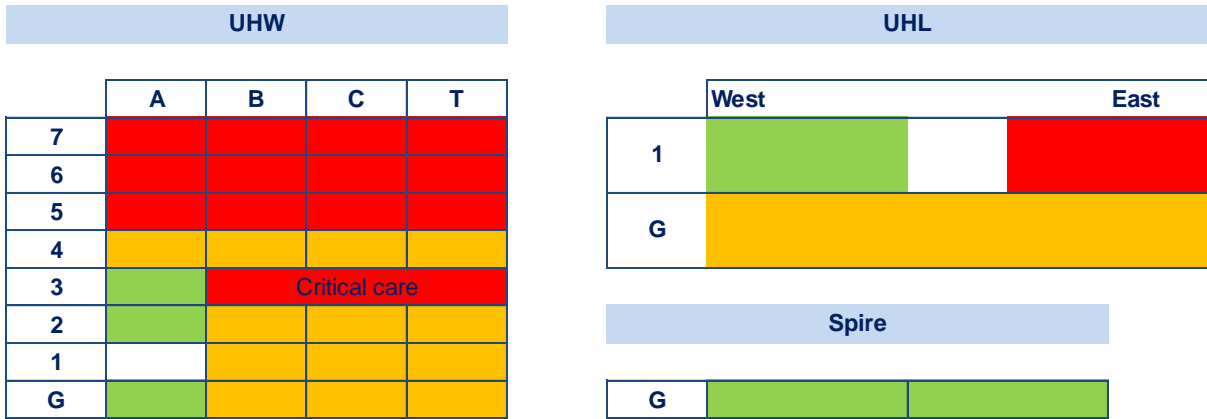 UHW
A B C T
7
6
5
4
3 Critical care
2
1
G
UHL
West East
1
G
Spire
G